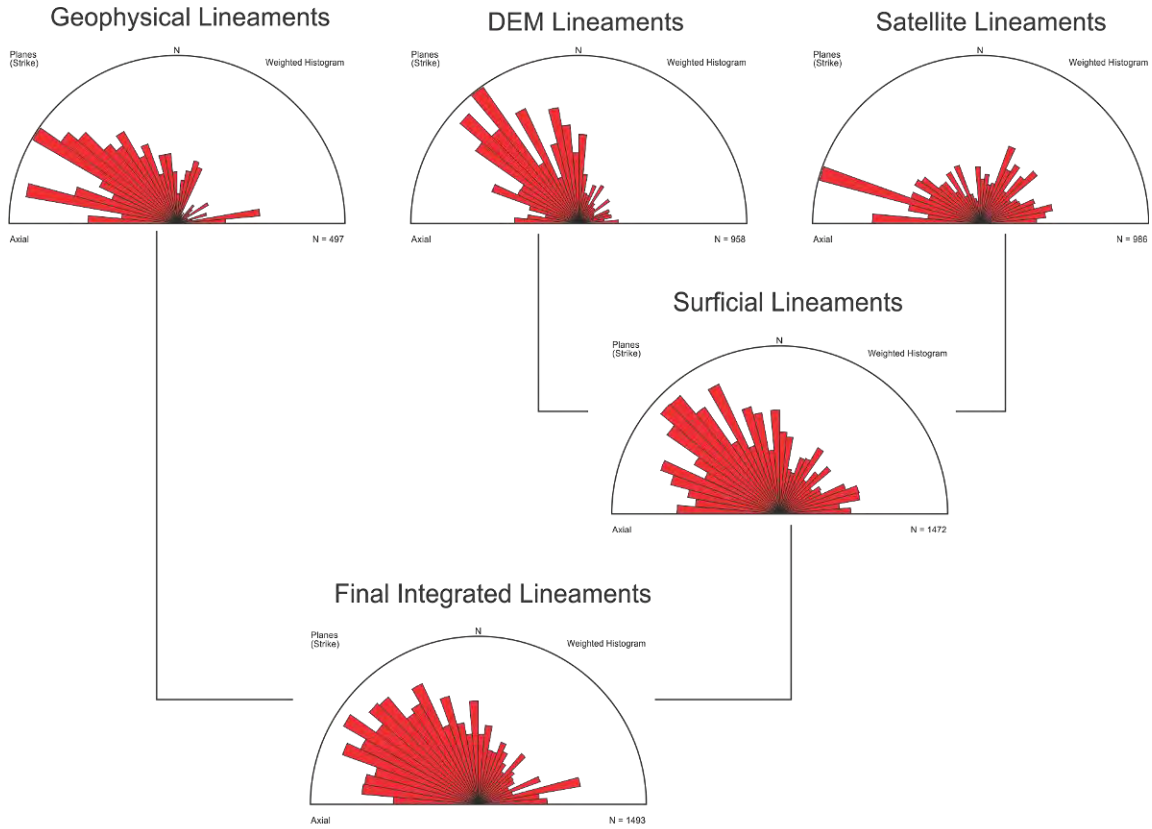 Geophysical Lineaments
Planes
(Strike)
N
Weighted Histogram
Axial
N = 497
DEM Lineaments
Planes
(Strike)
N
Weighted Histogram
Axial
N = 958
Satellite Lineaments
Planes
(Strike)
N
Weighted Histogram
Axial
N = 986
Surficial Lineaments
Planes
(Strike)
N
Weighted Histogram
Axial
N = 1472
Final Integrated Lineaments
Planes
(Strike)
N
Weighted Histogram
Axial
N = 1493